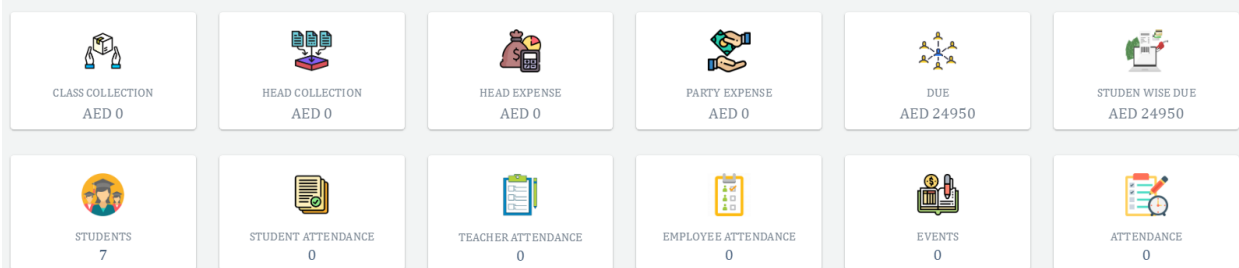 CLASS COLLECTION
AED 0
HEAD COLLECTION
AED 0
HEAD EXPENSE
AED 0
PARTY EXPENSE
AED 0
DUE
AED 24950
STUDEN WISE DUE
AED 24950
STUDENTS
7
STUDENT ATTENDANCE
0
TEACHER ATTENDANCE
0
EMPLOYEE ATTENDANCE
0
EVENTS
0
ATTENDANCE
0